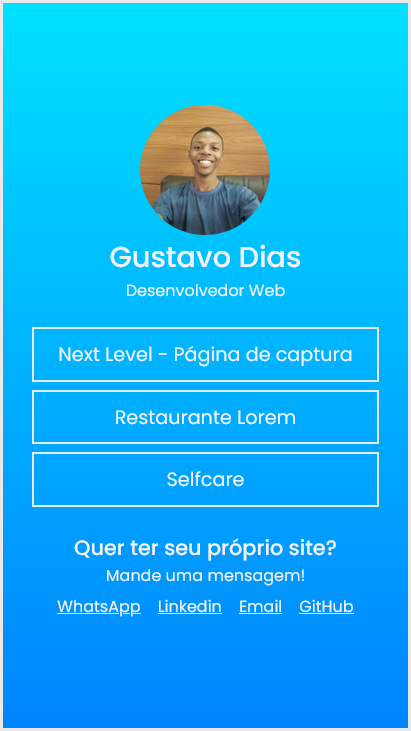 Gustavo Dias
Desenvolvedor Web
Next Level - Página de captura
Restaurante Lorem
Selfcare
Quer ter seu próprio site?
Mande uma mensagem!
WhatsApp Linkedin Email GitHub